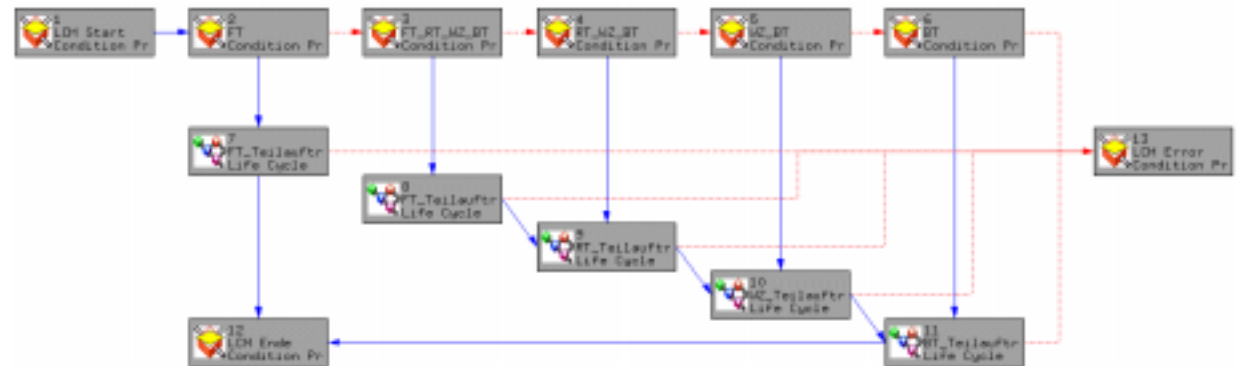 1
LCM Start
Condition Pr
2
FT
Condition Pr
3
FT_RT_WZ_BT
Condition Pr
4
RT_WZ_BT
Condition Pr
5
WZ_BT
Condition Pr
6
BT
Condition Pr
7
FT_Teilauftr
Life Cycle
13
LCM Error
Condition Pr
8
FT_Teilauftr
Life Cycle
9
RT_Teilauftr
Life Cycle
10
WZ_Teilauftr
Life Cycle
12
LCM Ende
Condition Pr
11
BT_Teilauftr
Life Cycle